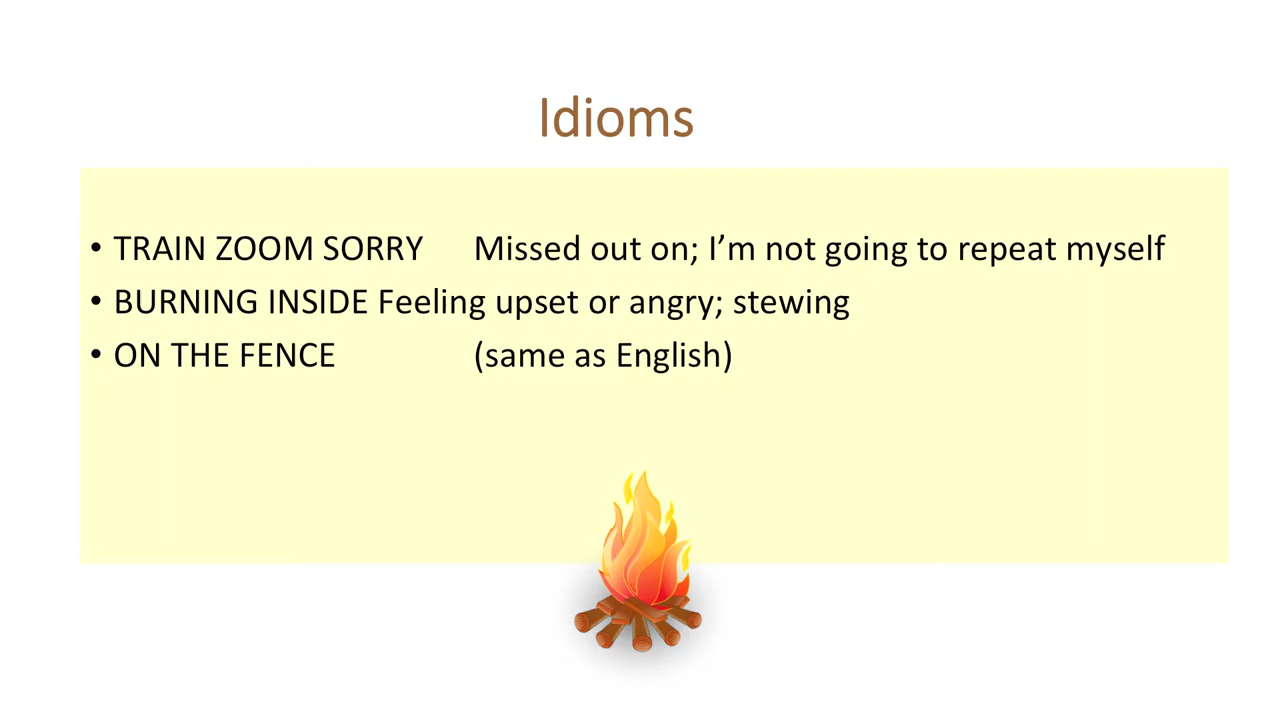 Idioms
• TRAIN ZOOM SORRY Missed out on; I’m not going to repeat myself
• BURNING INSIDE Feeling upset or angry; stewing
• ON THE FENCE (same as English)